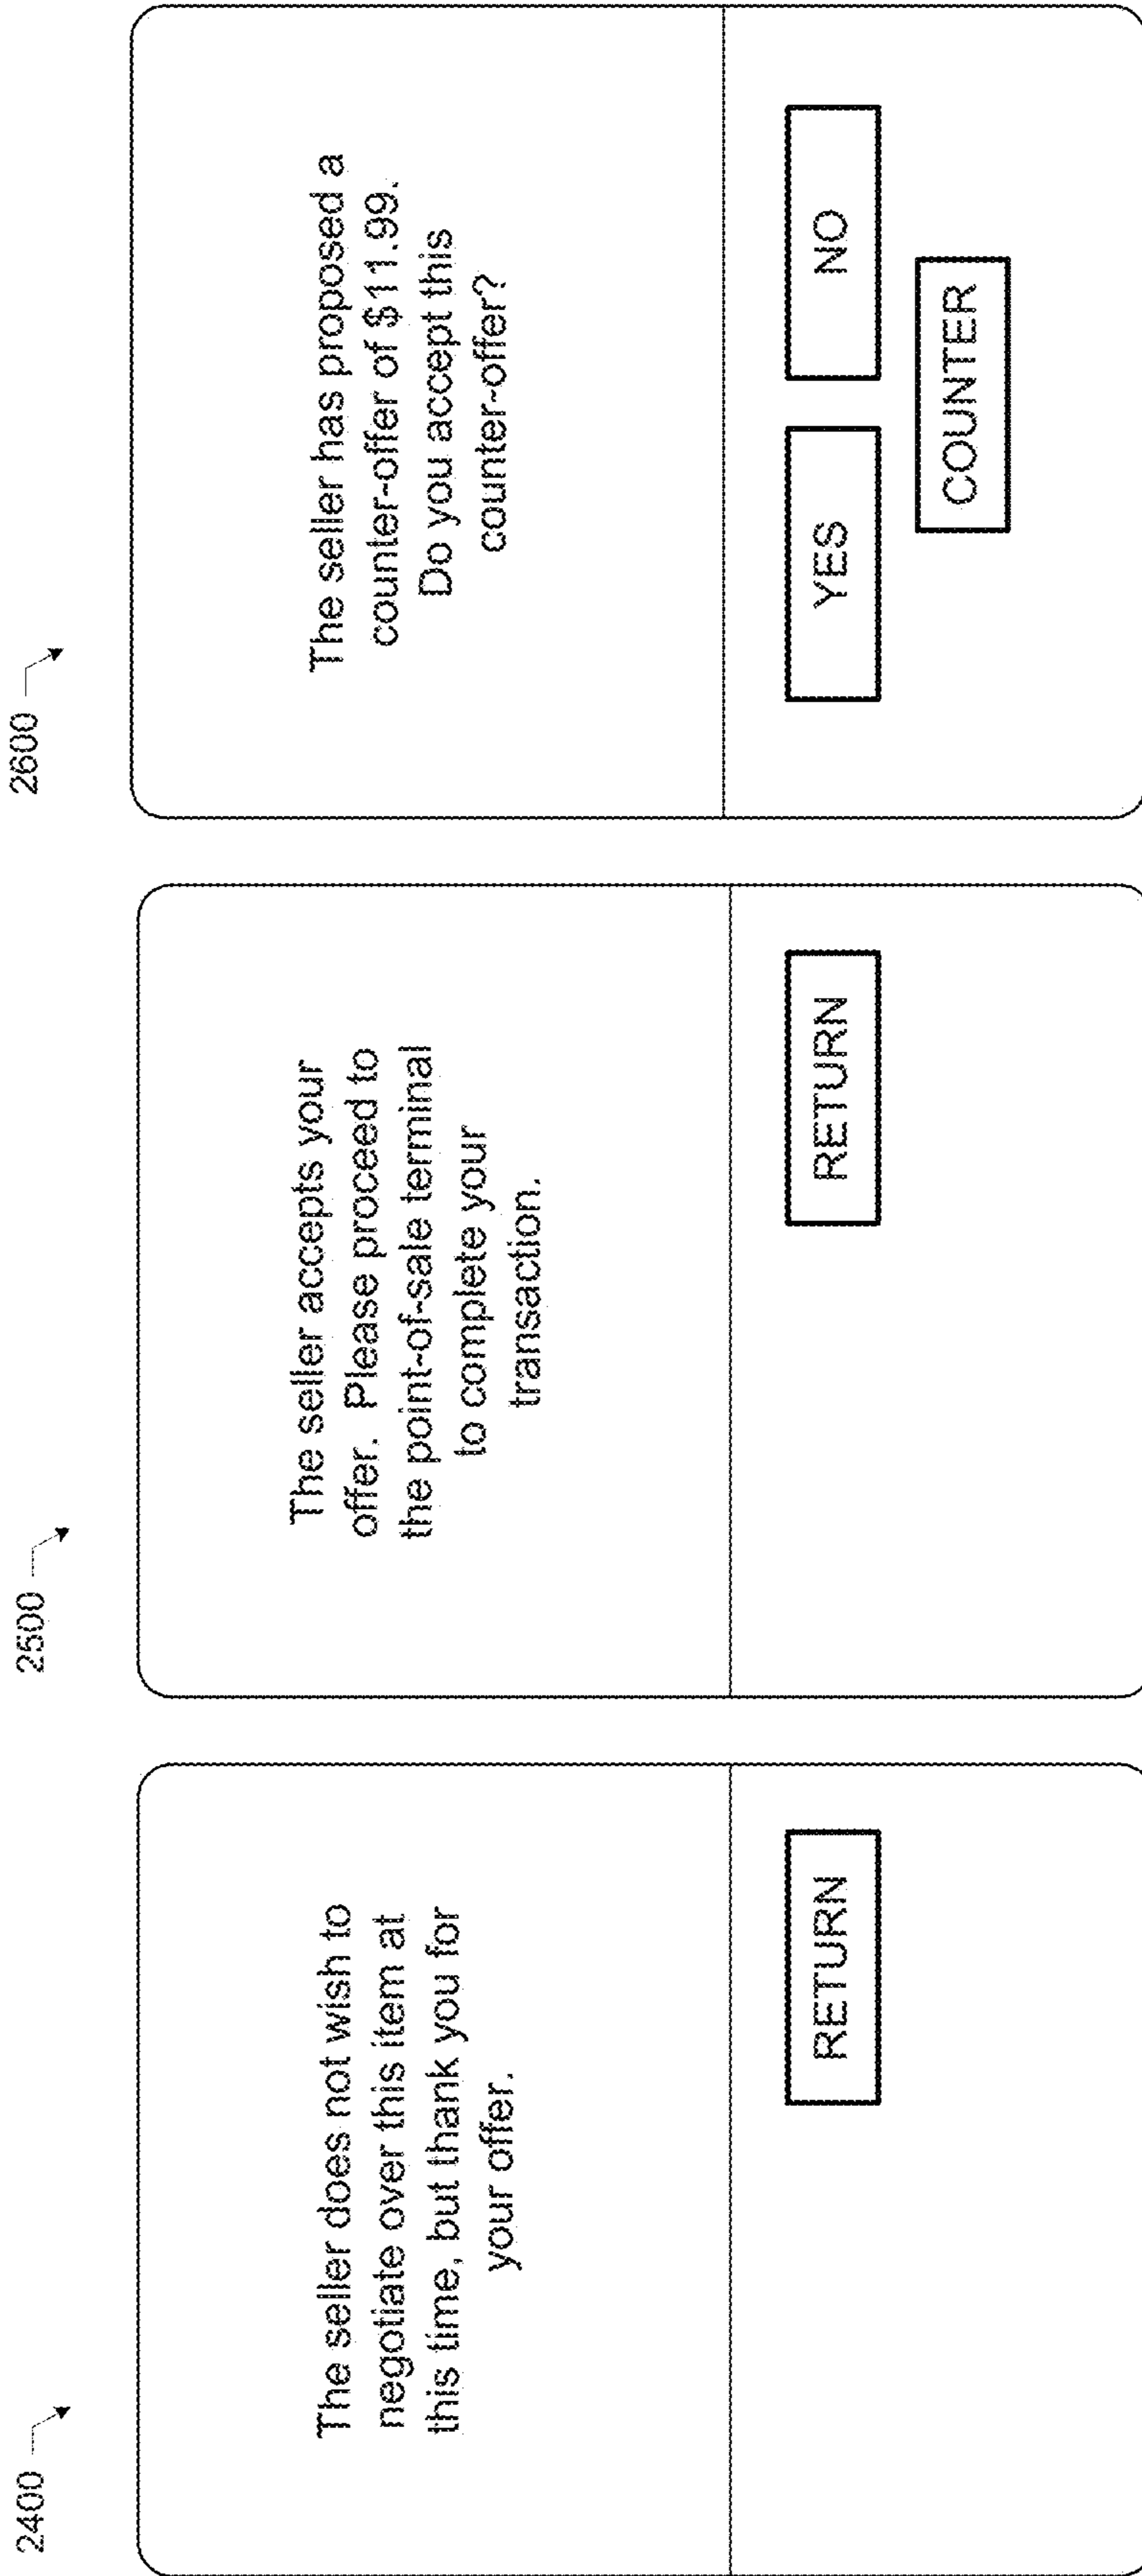 2400
The seller does not wish to
negotiate over this item at
this time, but thank you for
your offer.
RETURN
2500
The seller accepts your
offer. Please proceed to
the point-of-sale terminal
to complete your
transaction.
RETURN
2600
The seller has proposed a
counter-offer of $11.99.
Do you accept this
counter-offer?
YES
NO
COUNTER